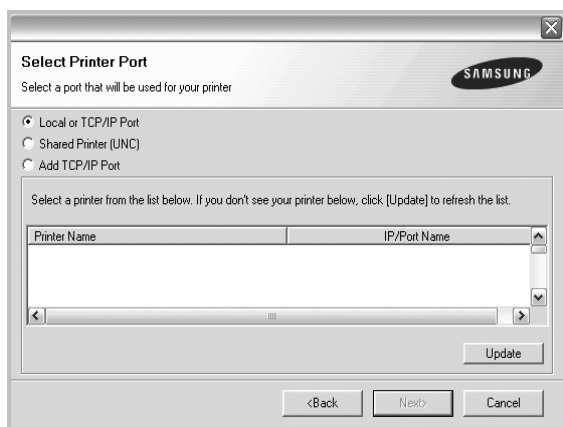 Select Printer Port
Select a port that will be used for your printer
SAMSUNG
Local or TCP/IP Port
Shared Printer (UNC)
Add TCP/IP Port
Select a printer from the list below. If you don't see your printer below, click [Update] to refresh the list.
Printer Name IP/Port Name
Update
<Back Next> Cancel